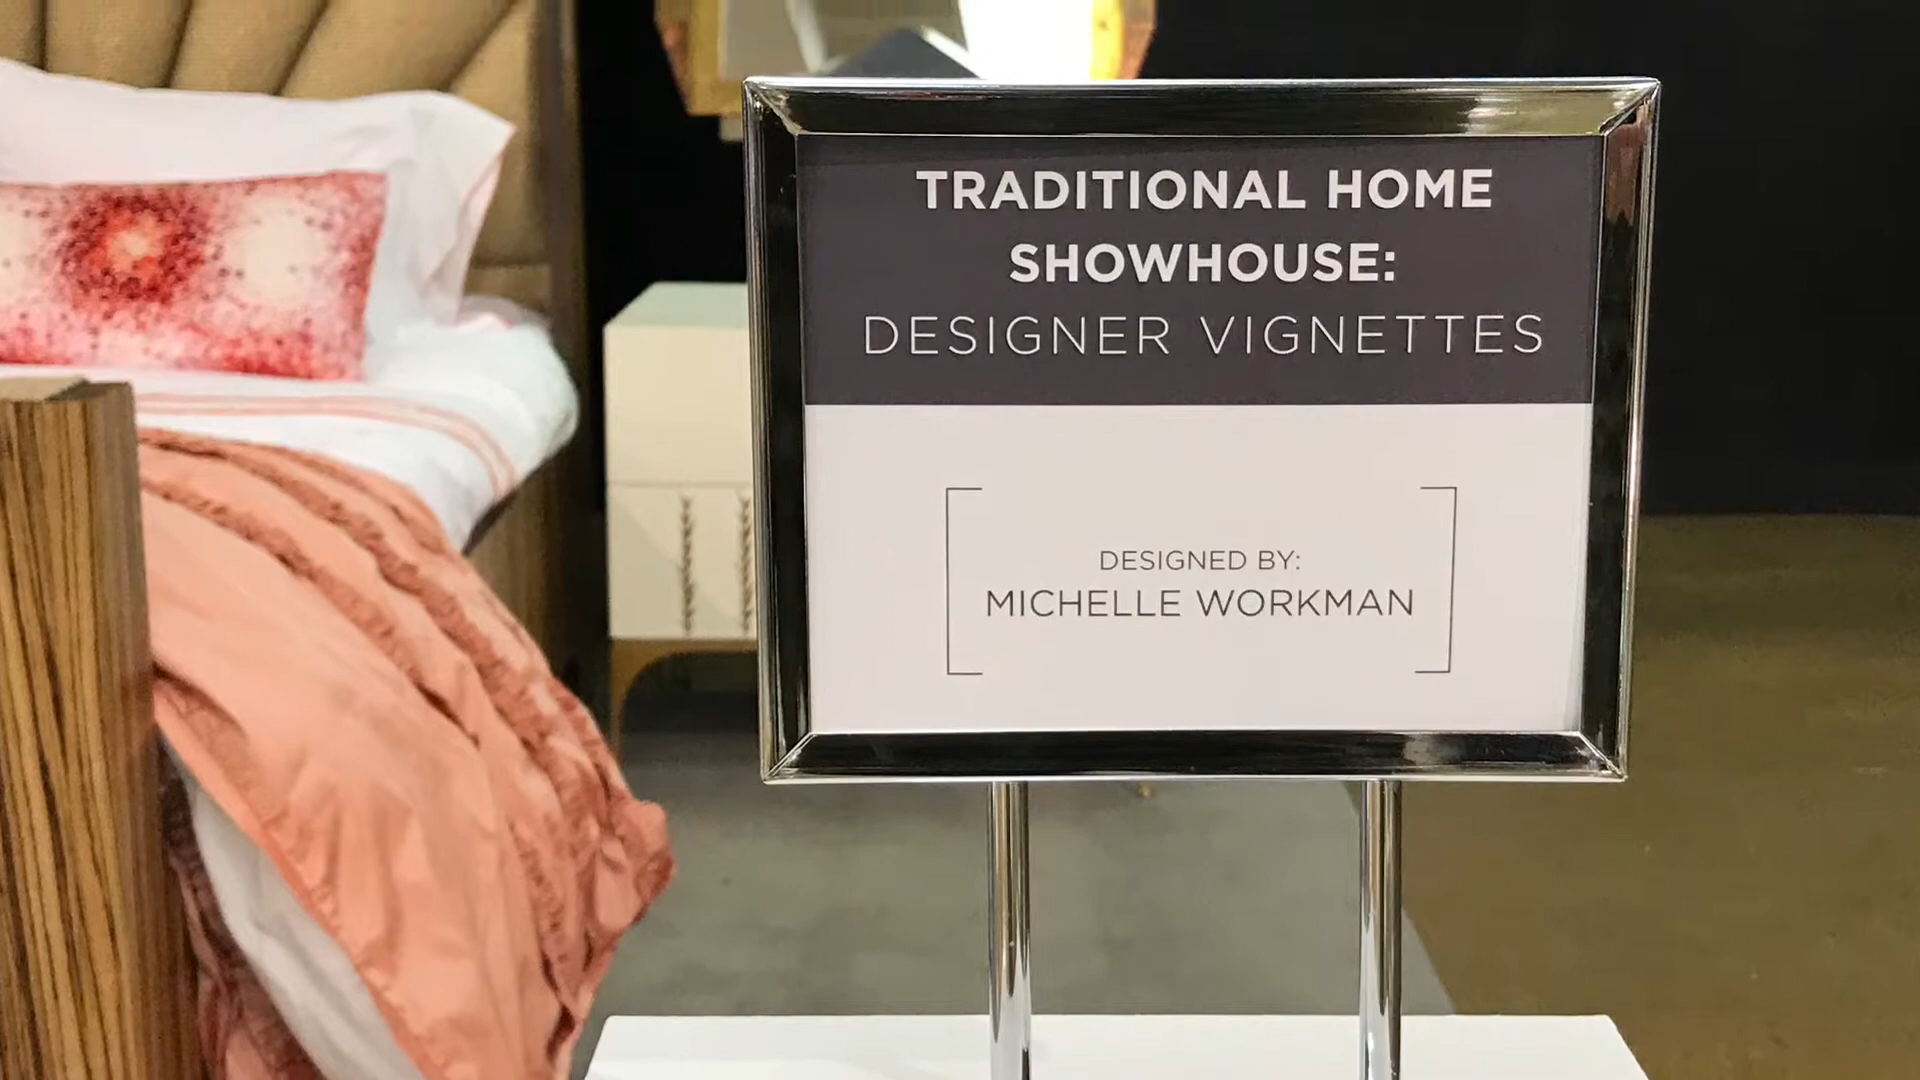 TRADITIONAL HOME
SHOWHOUSE:
DESIGNER VIGNETTES
DESIGNED BY:
MICHELLE WORKMAN